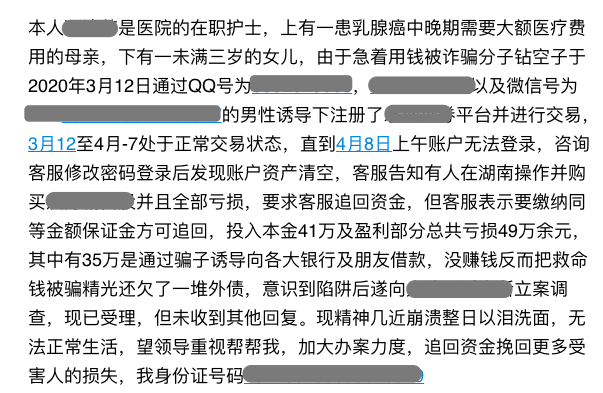 本人是医院的在职护士，上有一患乳腺癌中晚期需要大额医疗费
用的母亲，下有一未满三岁的女儿，由于急着用钱被诈骗分子钻空子于
2020年3月12日通过QQ号为，以及微信号为
的男性诱导下注册了平台并进行交易，
3月12至4月-7处于正常交易状态，直到4月8日上午账户无法登录，咨询
客服修改密码登录后发现账户资产清空，客服告知有人在湖南操作并购
买并且全部亏损，要求客服追回资金，但客服表示要缴纳同
等金额保证金方可追回，投入本金41万及盈利部分总共亏损49万余元，
其中有35万是通过骗子诱导向各大银行及朋友借款，没赚钱反而把救命
钱被骗精光还欠了一堆外债，意识到陷阱后遂向立案调
查，现已受理，但未收到其他回复。现精神几近崩溃整日以泪洗面，无
法正常生活，望领导重视帮帮我，加大办案力度，追回资金挽回更多受
害人的损失，我身份证号码